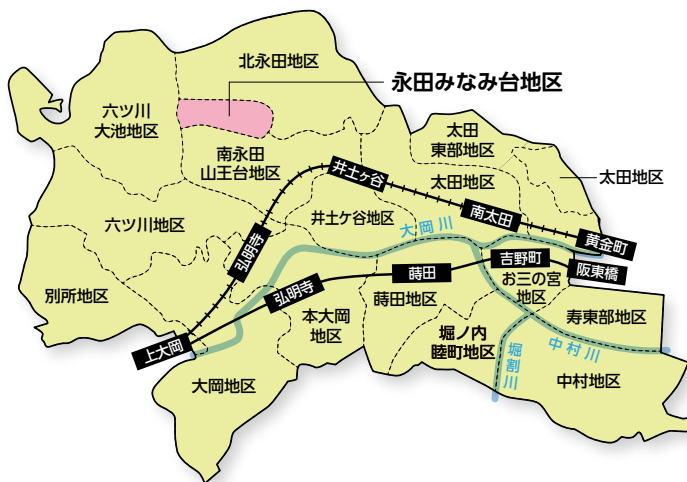 北永田地区
永田みなみ台地区
六ツ川
大池地区
太田
東部地区
南永田
山王台地区
井土ヶ谷
太田地区
太田地区
六ツ川地区
井土ケ谷地区
大岡川
南太田
黄金町
弘明寺
吉野町
阪東橋
別所地区
弘明寺
蒔田
お三の宮
地区
上大岡
本大岡
地区
蒔田地区
寿東部地区
堀ノ内
睦町地区
堀割川
中村川
大岡地区
中村地区